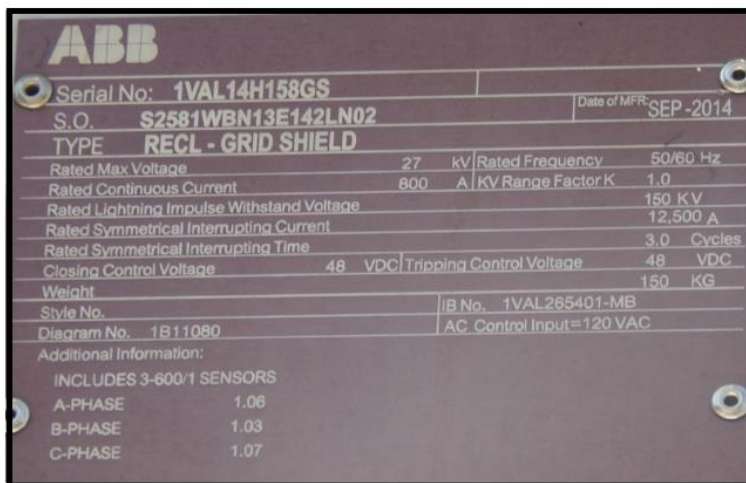 ABB
Serial No: 1VAL14H158GS
S.O. S2581WBN13E142LN02 Date of MFR: SEP-2014
TYPE RECL - GRID SHIELD
Rated Max Voltage 27 kV Rated Frequency 50/60 Hz
Rated Continuous Current 800 A KV Range Factor K 1.0
Rated Lightning Impulse Withstand Voltage 150 KV
Rated Symmetrical Interrupting Current 12,500 A
Rated Symmetrical Interrupting Time 3.0 Cycles
Closing Control Voltage 48 VDC Tripping Control Voltage 48 VDC
Weight 150 KG
Style No. IB No. 1VAL265401-MB
Diagram No. 1B11080 AC Control Input=120 VAC
Additional Information:
INCLUDES 3-600/1 SENSORS
A-PHASE 1.06
B-PHASE 1.03
C-PHASE 1.07